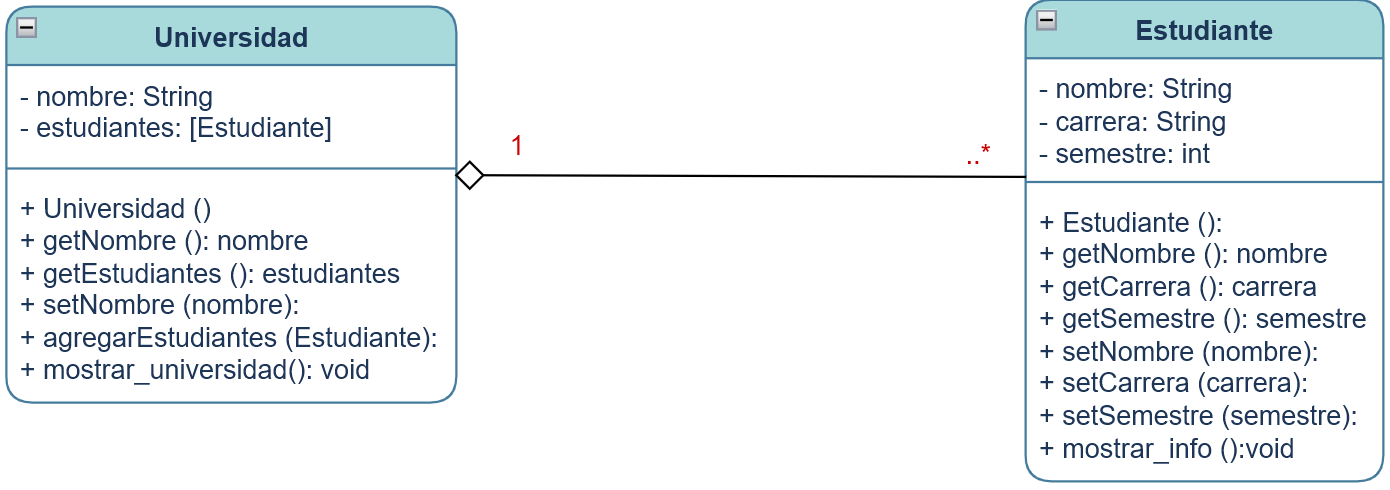 Universidad
- nombre: String
- estudiantes: [Estudiante]
+ Universidad ()
+ getNombre (): nombre
+ getEstudiantes (): estudiantes
+ setNombre (nombre):
+ agregarEstudiantes (Estudiante):
+ mostrar_universidad(): void
1
..*
Estudiante
- nombre: String
- carrera: String
- semestre: int
+ Estudiante ():
+ getNombre (): nombre
+ getCarrera (): carrera
+ getSemestre (): semestre
+ setNombre (nombre):
+ setCarrera (carrera):
+ setSemestre (semestre):
+ mostrar_info ():void